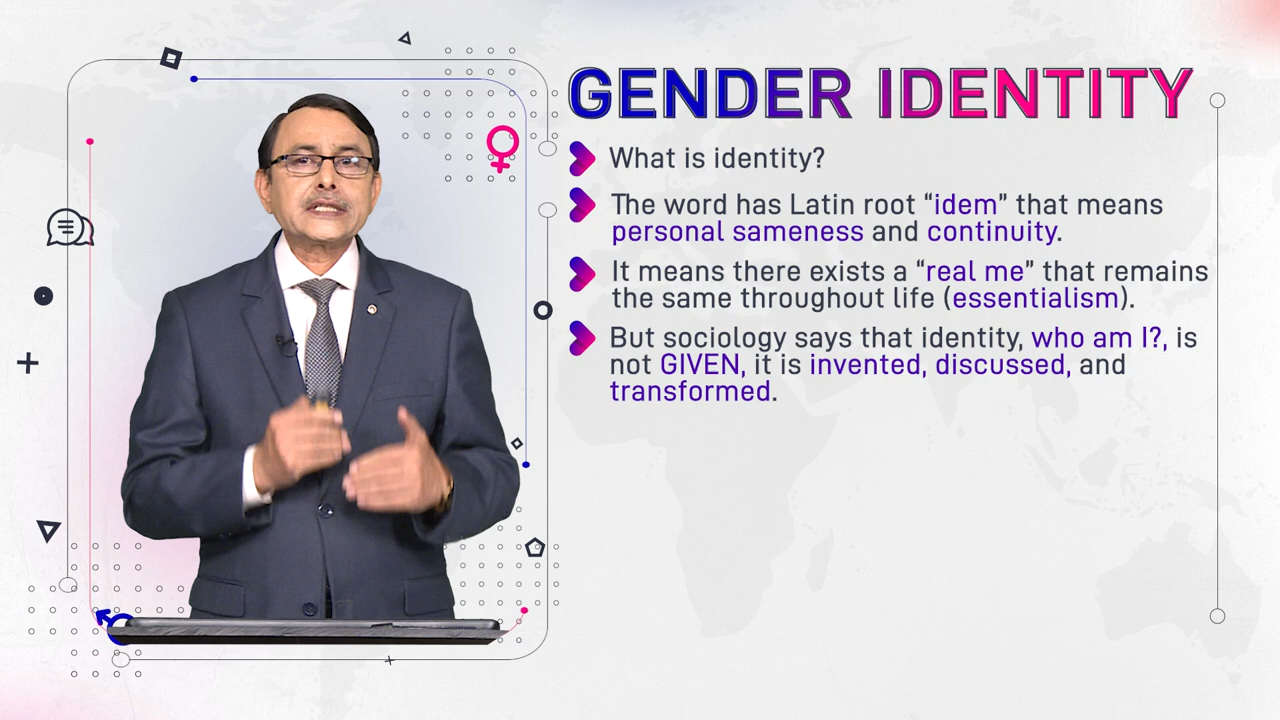 GENDER IDENTITY
What is identity?
The word has Latin root “idem” that means
personal sameness and continuity.
It means there exists a “real me” that remains
the same throughout life (essentialism).
But sociology says that identity, who am I?, is
not GIVEN, it is invented, discussed, and
transformed.